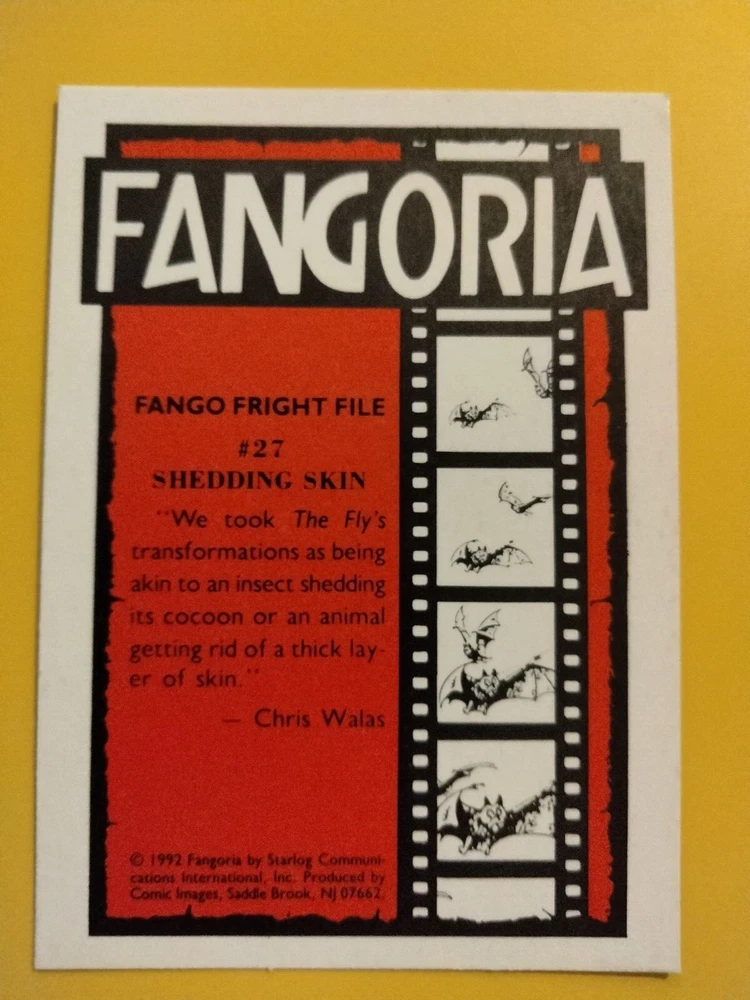 FANGORIA
FANGO FRIGHT FILE
#27
SHEDDING SKIN
"We took The Fly's
transformations as being
akin to an insect shedding
its cocoon or an animal
getting rid of a thick lay-
er of skin."
— Chris Walas
© 1992 Fangoria by Starlog Communi-
cations International, Inc. Produced by
Comic Images, Saddle Brook, NJ 07662.